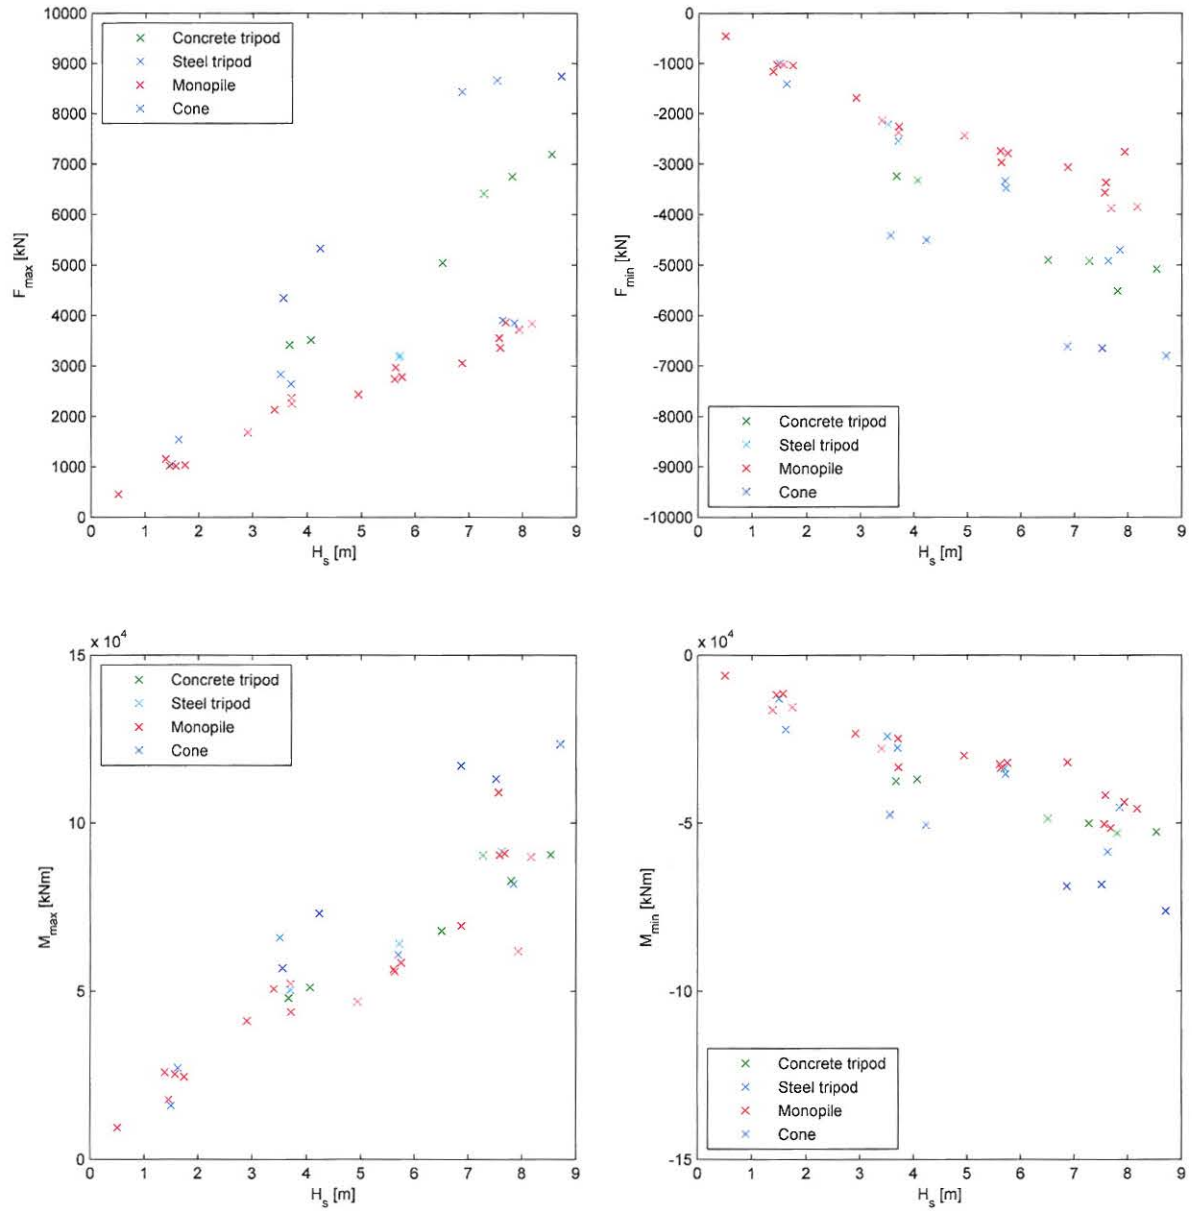 10000
9000
8000
7000
6000
5000
4000
3000
2000
1000
0
F_max [kN]
Concrete tripod
Steel tripod
Monopile
Cone
0 1 2 3 4 5 6 7 8 9
H_s [m]
0
-1000
-2000
-3000
-4000
-5000
-6000
-7000
-8000
-9000
-10000
F_min [kN]
Concrete tripod
Steel tripod
Monopile
Cone
0 1 2 3 4 5 6 7 8 9
H_s [m]
x 10^4
15
10
5
0
M_max [kNm]
Concrete tripod
Steel tripod
Monopile
Cone
0 1 2 3 4 5 6 7 8 9
H_s [m]
x 10^4
0
-5
-10
-15
M_min [kNm]
Concrete tripod
Steel tripod
Monopile
Cone
0 1 2 3 4 5 6 7 8 9
H_s [m]